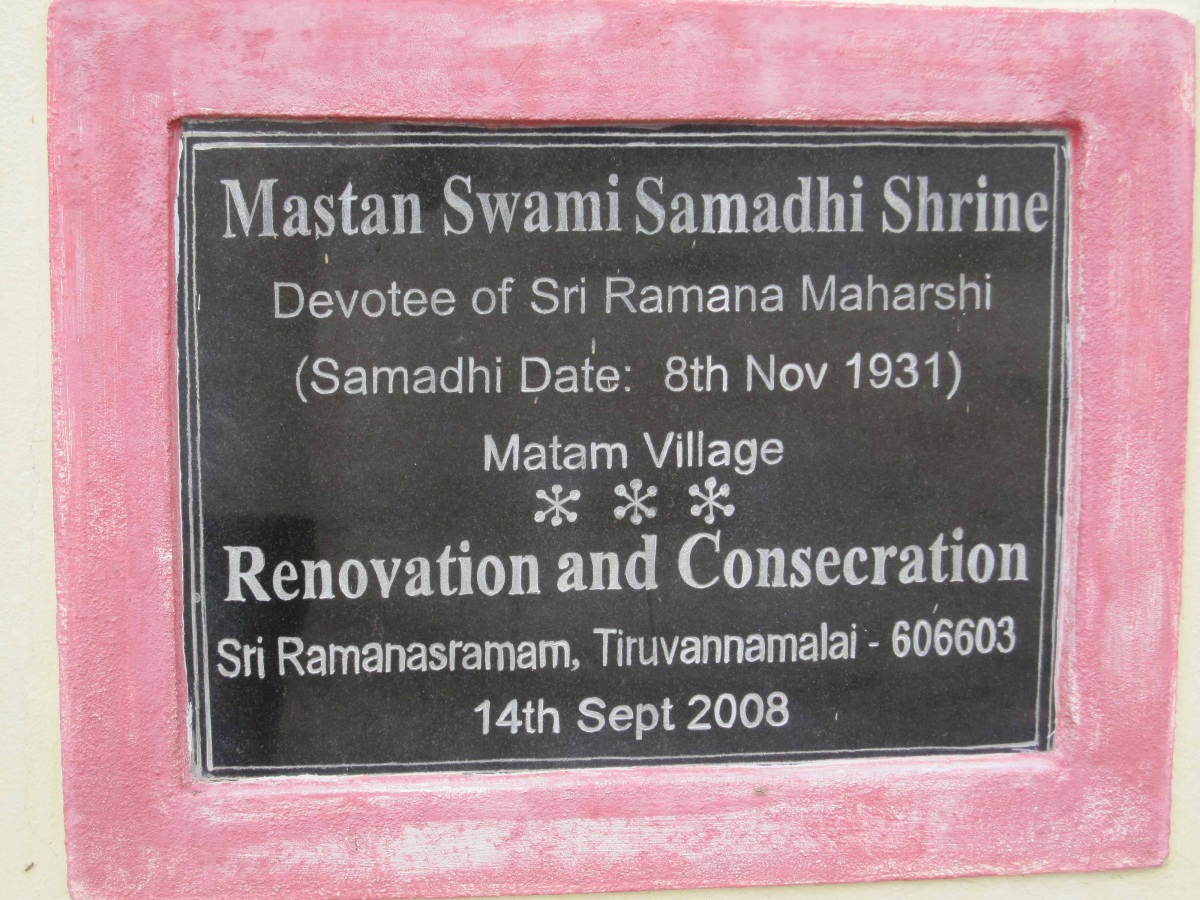 Mastan Swami Samadhi Shrine
Devotee of Sri Ramana Maharshi
(Samadhi Date: 8th Nov 1931)
Matam Village
* * *
Renovation and Consecration
Sri Ramanasramam, Tiruvannamalai - 606603
14th Sept 2008